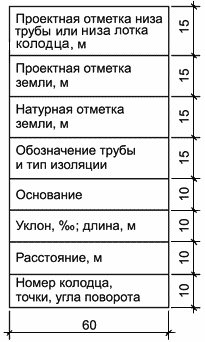 Проектная отметка низа
трубы или низа лотка
колодца, м
15
Проектная отметка
земли, м
15
Натурная отметка
земли, м
15
Обозначение трубы
и тип изоляции
15
Основание
10
Уклон, ‰; длина, м
10
Расстояние, м
10
Номер колодца,
точки, угла поворота
10
60